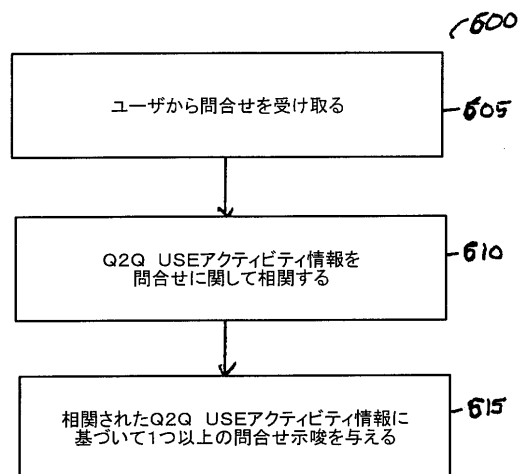 600
ユーザから問合せを受け取る
605
Q2Q USEアクティビティ情報を
問合せに関して相関する
610
相関されたQ2Q USEアクティビティ情報に
基づいて1つ以上の問合せ示唆を与える
615